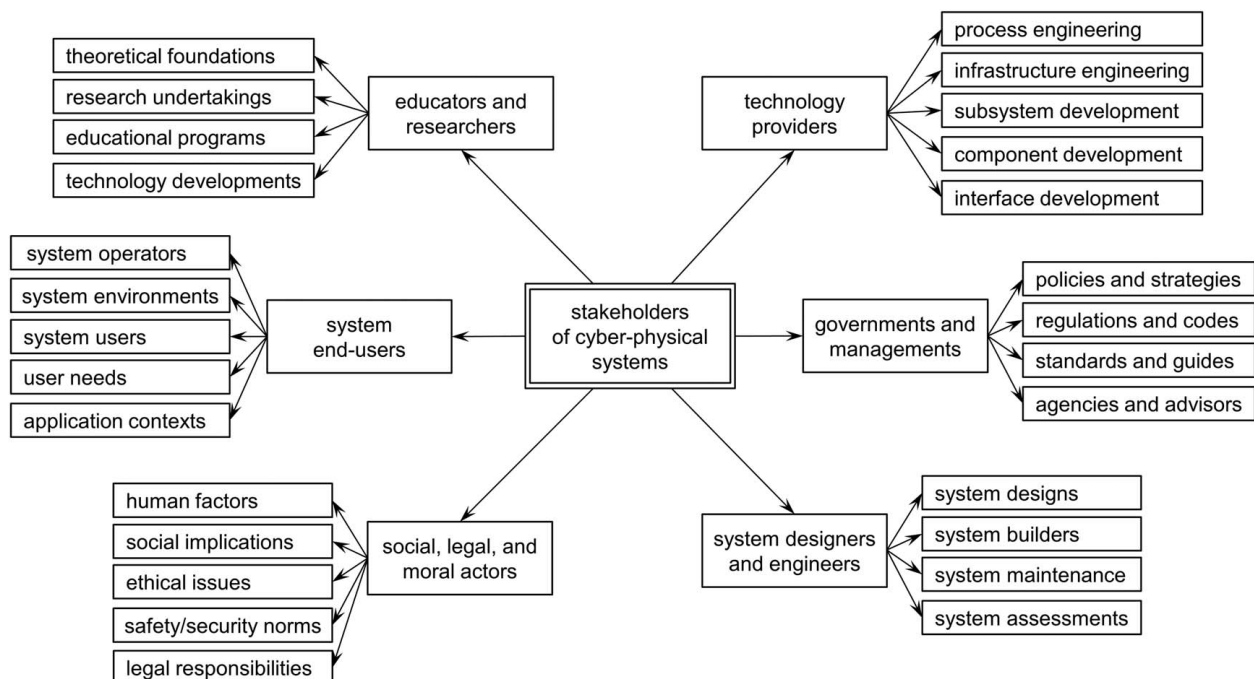 theoretical foundations
research undertakings
educational programs
technology developments
educators and
researchers
technology
providers
process engineering
infrastructure engineering
subsystem development
component development
interface development
system operators
system environments
system users
user needs
application contexts
system
end-users
stakeholders
of cyber-physical
systems
governments and
managements
policies and strategies
regulations and codes
standards and guides
agencies and advisors
human factors
social implications
ethical issues
safety/security norms
legal responsibilities
social, legal, and
moral actors
system designers
and engineers
system designs
system builders
system maintenance
system assessments